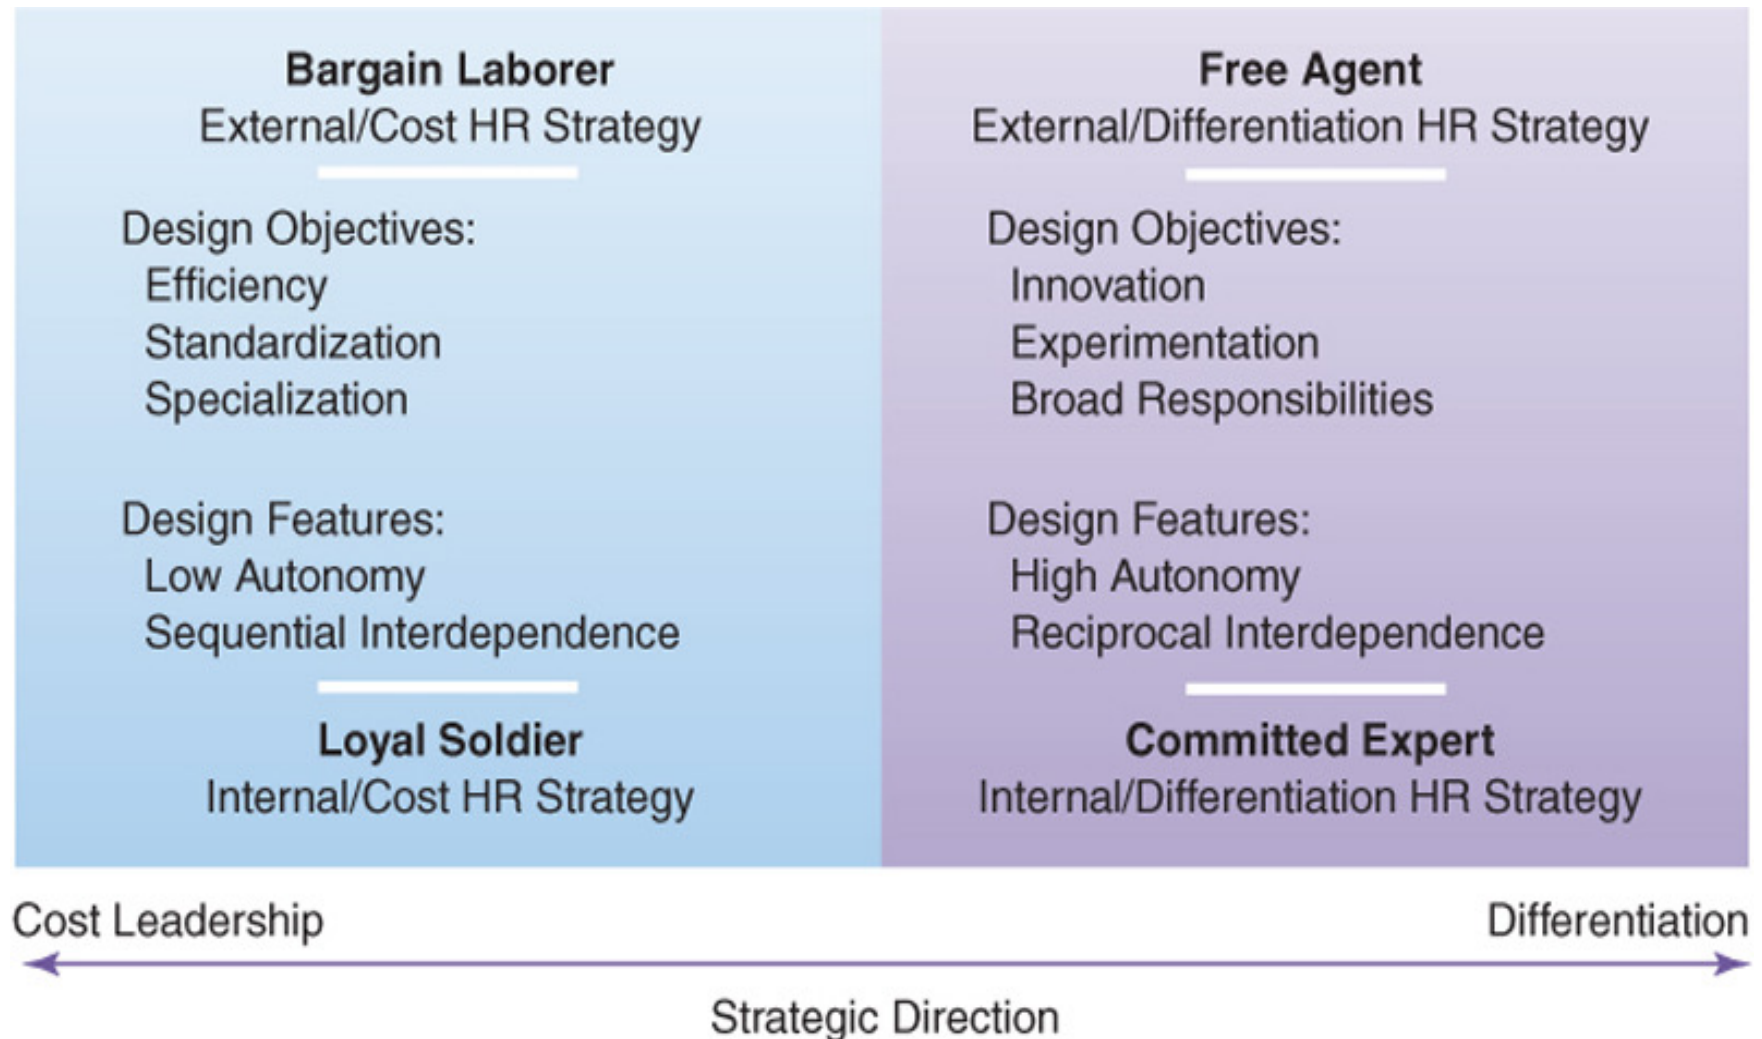 Bargain Laborer
External/Cost HR Strategy
Design Objectives:
Efficiency
Standardization
Specialization
Design Features:
Low Autonomy
Sequential Interdependence
Loyal Soldier
Internal/Cost HR Strategy
Free Agent
External/Differentiation HR Strategy
Design Objectives:
Innovation
Experimentation
Broad Responsibilities
Design Features:
High Autonomy
Reciprocal Interdependence
Committed Expert
Internal/Differentiation HR Strategy
Cost Leadership
Differentiation
Strategic Direction